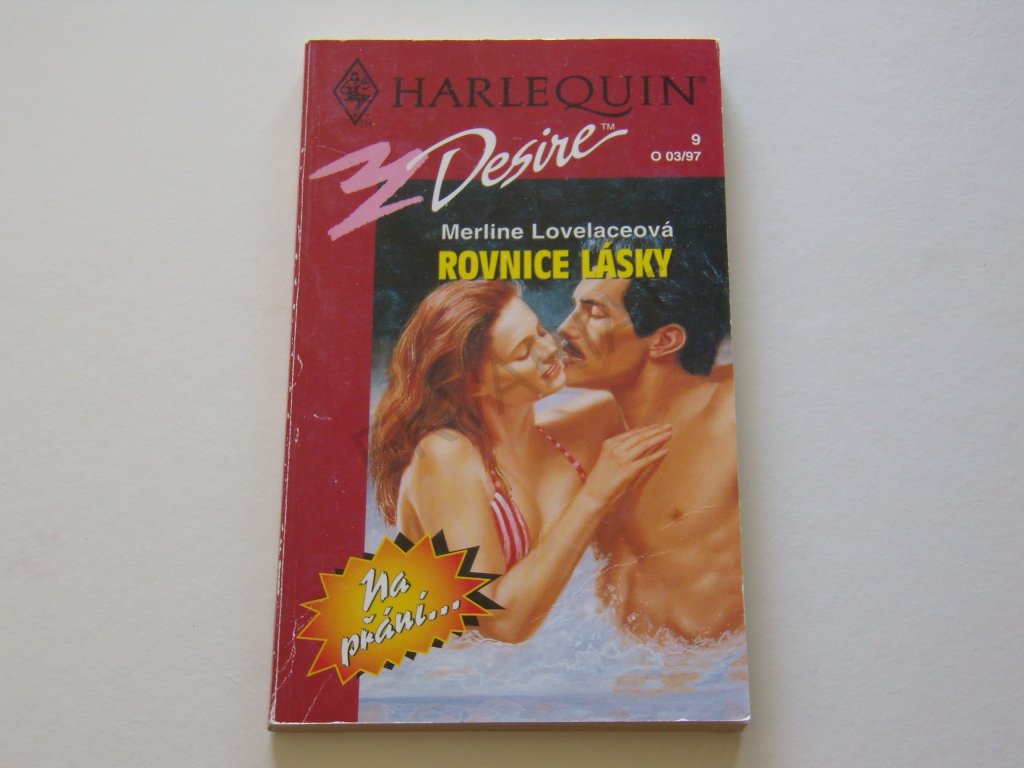 HARLEQUIN®
Desire™
9
O 03/97
Merline Lovelaceová
ROVNICE LÁSKY
Na
přání...